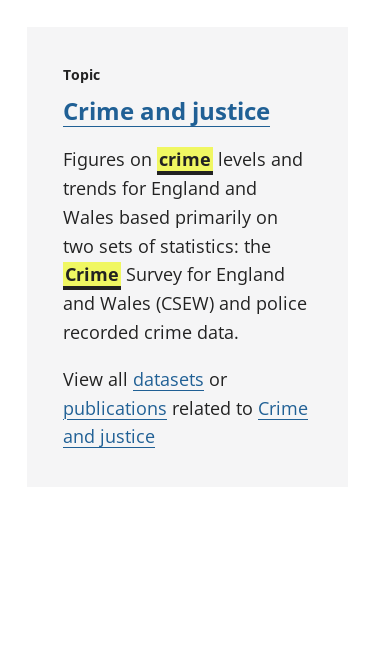 Topic
Crime and justice
Figures on crime levels and
trends for England and
Wales based primarily on
two sets of statistics: the
Crime Survey for England
and Wales (CSEW) and police
recorded crime data.
View all datasets or
publications related to Crime
and justice